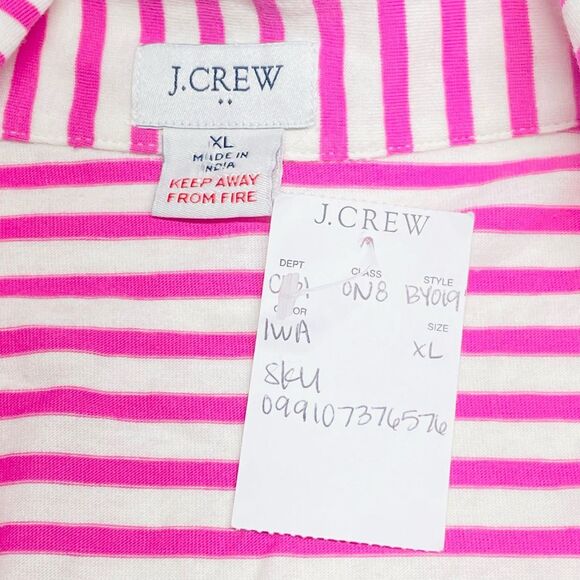 J.CREW
XL
MADE IN
INDIA
KEEP AWAY
FROM FIRE
J.CREW
DEPT CLASS STYLE
0N8 BY019
COLOR SIZE
IWA XL
SKU
099107376576